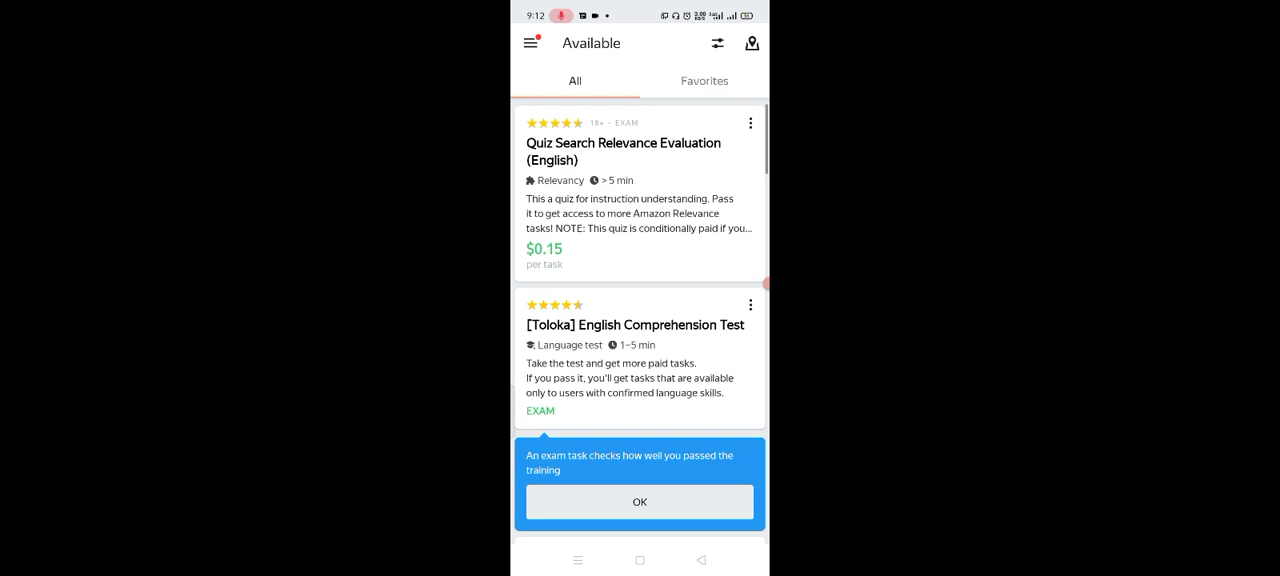 9:12
Available
All
Favorites
18+ - EXAM
Quiz Search Relevance Evaluation
(English)
Relevancy > 5 min
This a quiz for instruction understanding. Pass
it to get access to more Amazon Relevance
tasks! NOTE: This quiz is conditionally paid if you...
$0.15
per task
[Toloka] English Comprehension Test
Language test 1–5 min
Take the test and get more paid tasks.
If you pass it, you'll get tasks that are available
only to users with confirmed language skills.
EXAM
An exam task checks how well you passed the
training
OK